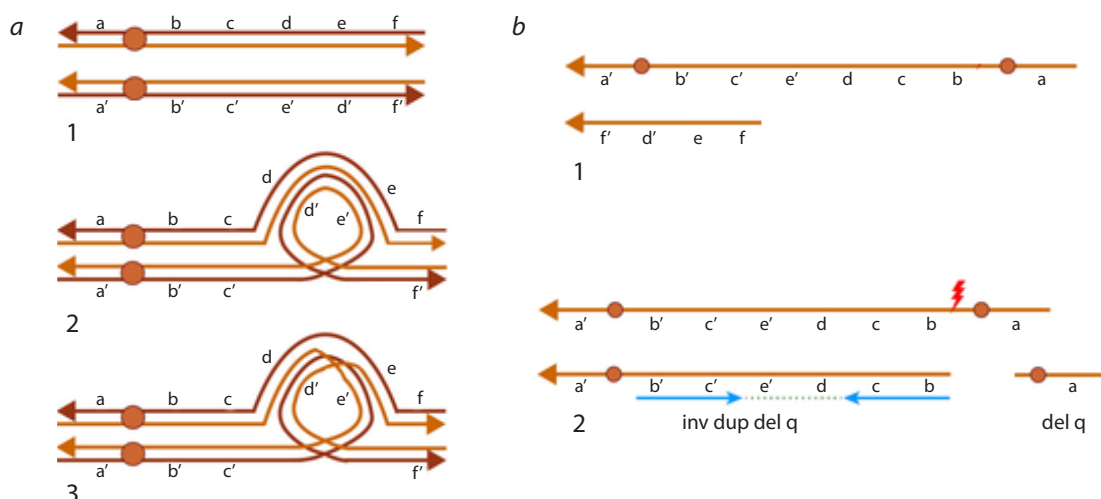 a
a b c d e f
a′ b′ c′ e′ d′ f′
1
d e
a b c d′ e′ f
a′ b′ c′ f′
2
d e
a b c d′ e′ f
a′ b′ c′ f′
3
b
a′ b′ c′ e′ d c b a
f′ d′ e f
1
a′ b′ c′ e′ d c b a
a′ b′ c′ e′ d c b a
2 inv dup del q del q